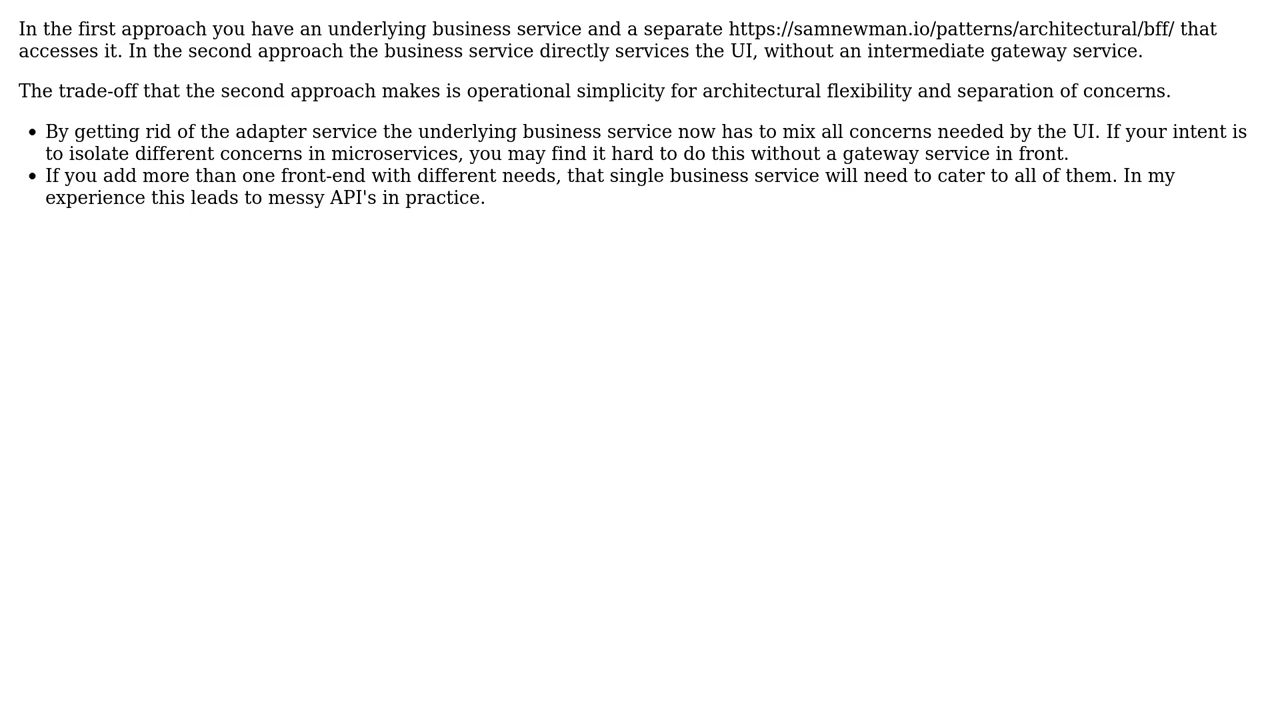 In the first approach you have an underlying business service and a separate https://samnewman.io/patterns/architectural/bff/ that
accesses it. In the second approach the business service directly services the UI, without an intermediate gateway service.
The trade-off that the second approach makes is operational simplicity for architectural flexibility and separation of concerns.
• By getting rid of the adapter service the underlying business service now has to mix all concerns needed by the UI. If your intent is
to isolate different concerns in microservices, you may find it hard to do this without a gateway service in front.
• If you add more than one front-end with different needs, that single business service will need to cater to all of them. In my
experience this leads to messy API's in practice.